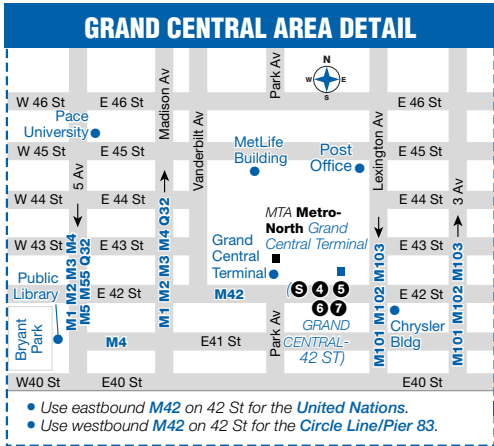 GRAND CENTRAL AREA DETAIL
N
W E
S
Madison Av
Park Av
W 46 St E 46 St E 46 St
Pace
University
Vanderbilt Av
MetLife
Building
Post
Office
Lexington Av
W 45 St E 45 St E 45 St
5 Av
3 Av
W 44 St E 44 St E 44 St
MTA Metro-
North Grand
Central Terminal
W 43 St E 43 St E 43 St
Grand
Central
Terminal
M1 M2 M3 M4
M5 M55 Q32
M1 M2 M3 M4 Q32
M101 M102 M103
M101 M102 M103
Public
Library
E 42 St M42 E 42 St
(S 4 5
6 7
GRAND
CENTRAL-
42 ST)
Chrysler
Bldg
Bryant
Park
M4 E41 St
Park Av
W40 St E40 St E40 St
• Use eastbound M42 on 42 St for the United Nations.
• Use westbound M42 on 42 St for the Circle Line/Pier 83.